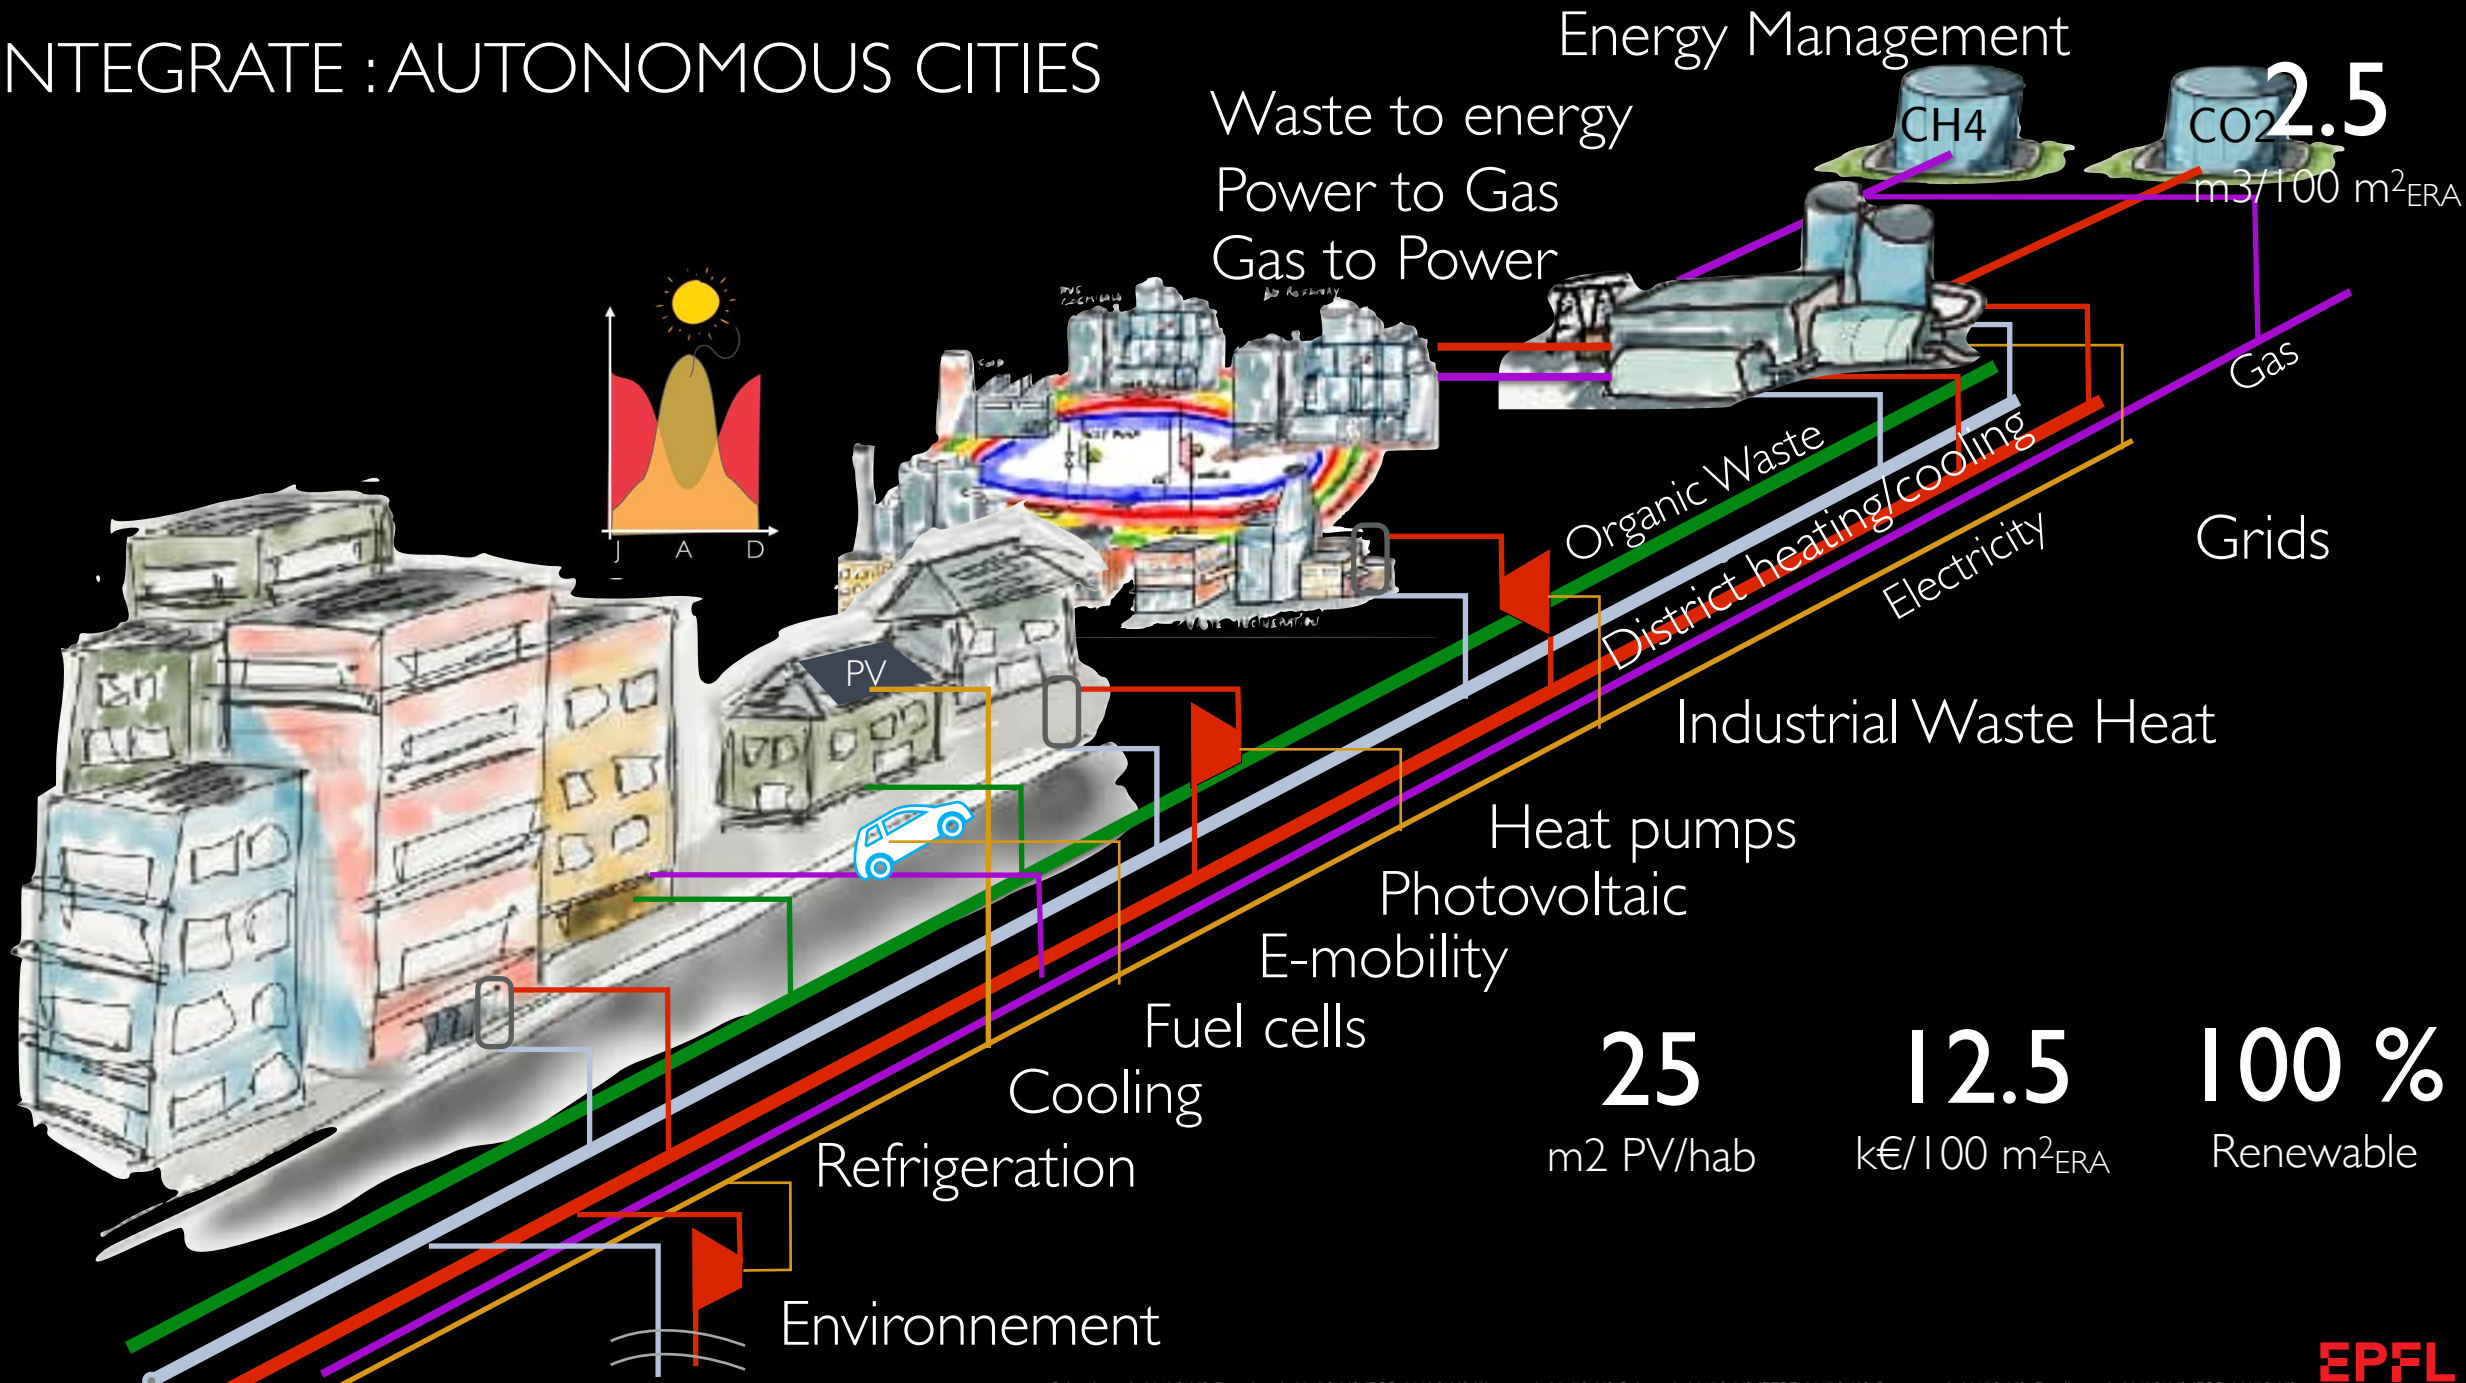 NTEGRATE : AUTONOMOUS CITIES
Energy Management
Waste to energy
Power to Gas
Gas to Power
CH4
CO2
2.5
m3/100 m²ERA
J A D
PV
Organic Waste
District heating/cooling
Electricity
Gas
Grids
Industrial Waste Heat
Heat pumps
Photovoltaic
E-mobility
Fuel cells
Cooling
Refrigeration
Environnement
25
m2 PV/hab
12.5
k€/100 m²ERA
100 %
Renewable
EPFL